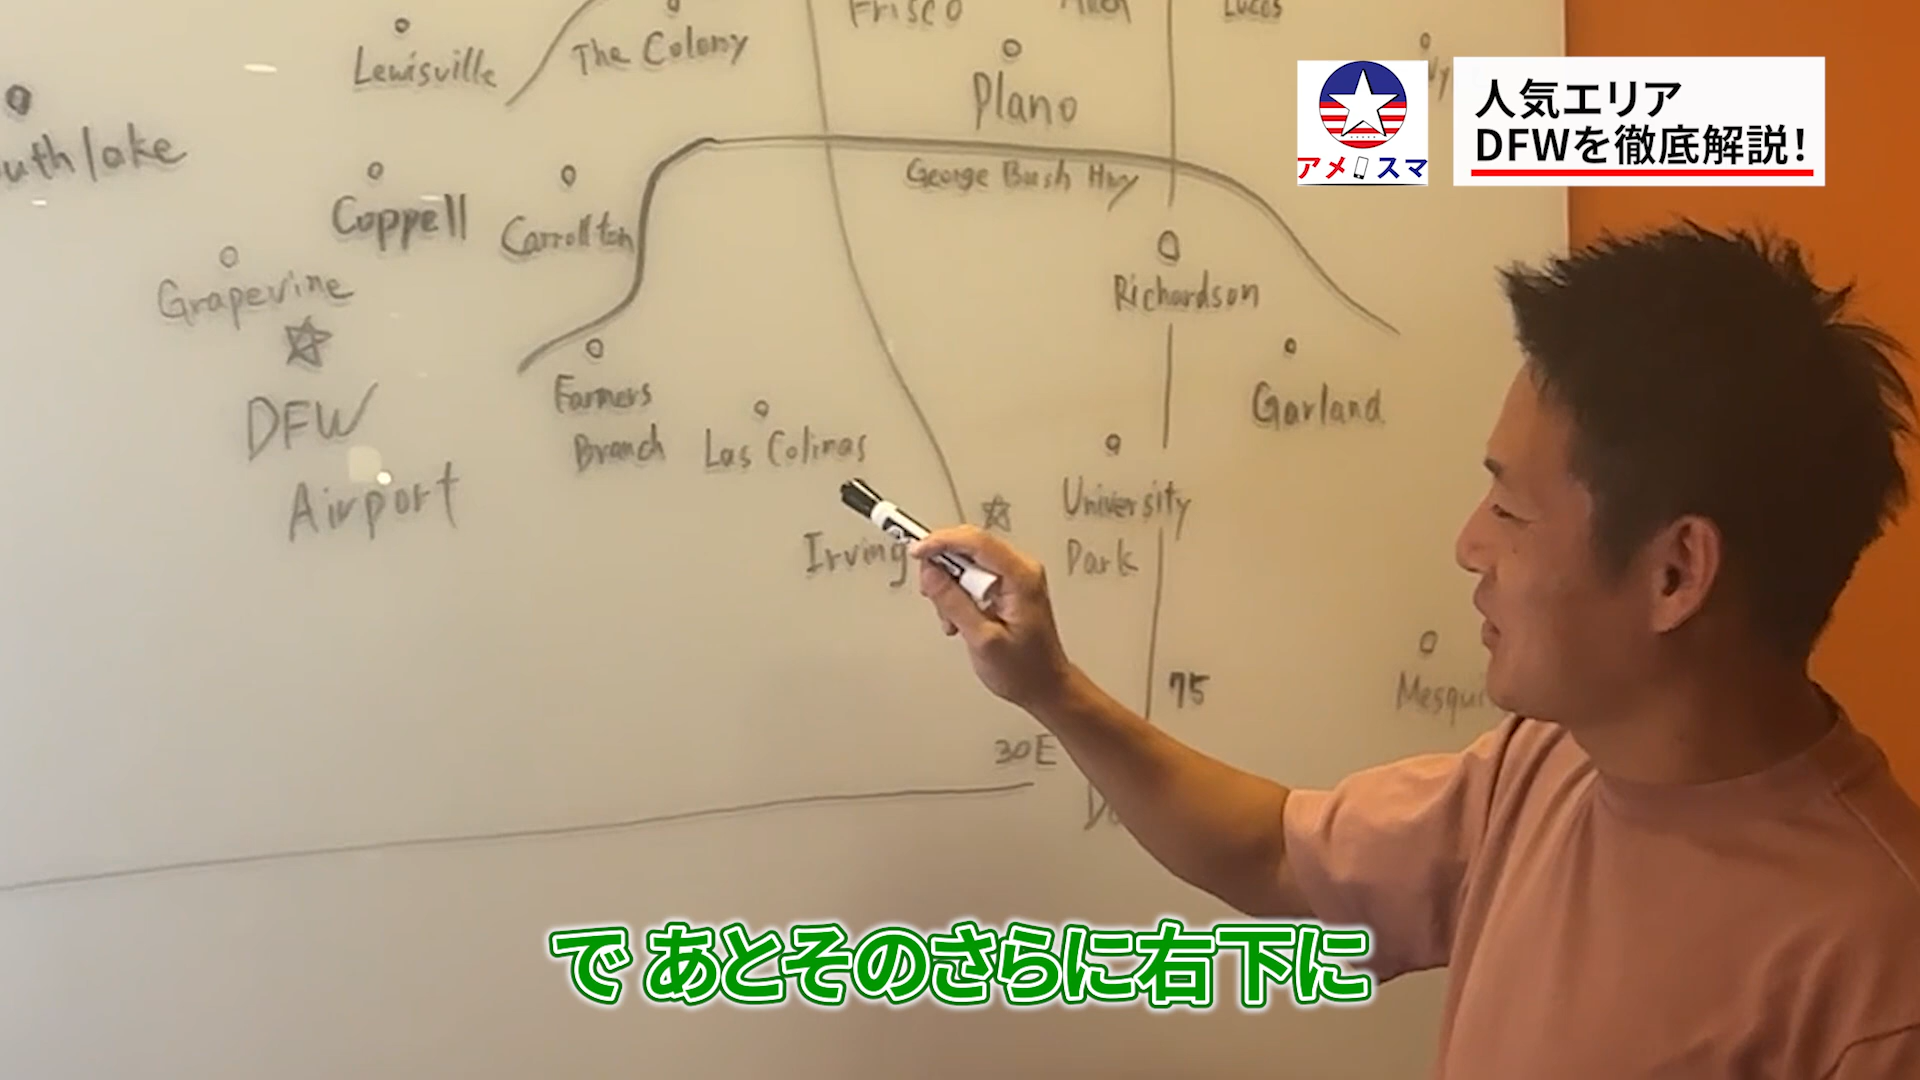 Frisco
Lucas
Lewisville
The Colony
Plano
人気エリア
DFWを徹底解説!
アメスマ
uthlake
Coppell
Carrollton
George Bush Hwy
Grapevine
Richardson
DFW
Airport
Farmers
Branch
Las Colinas
Garland
University
Park
Irving
75
Mesqui
30E
で あとそのさらに右下に